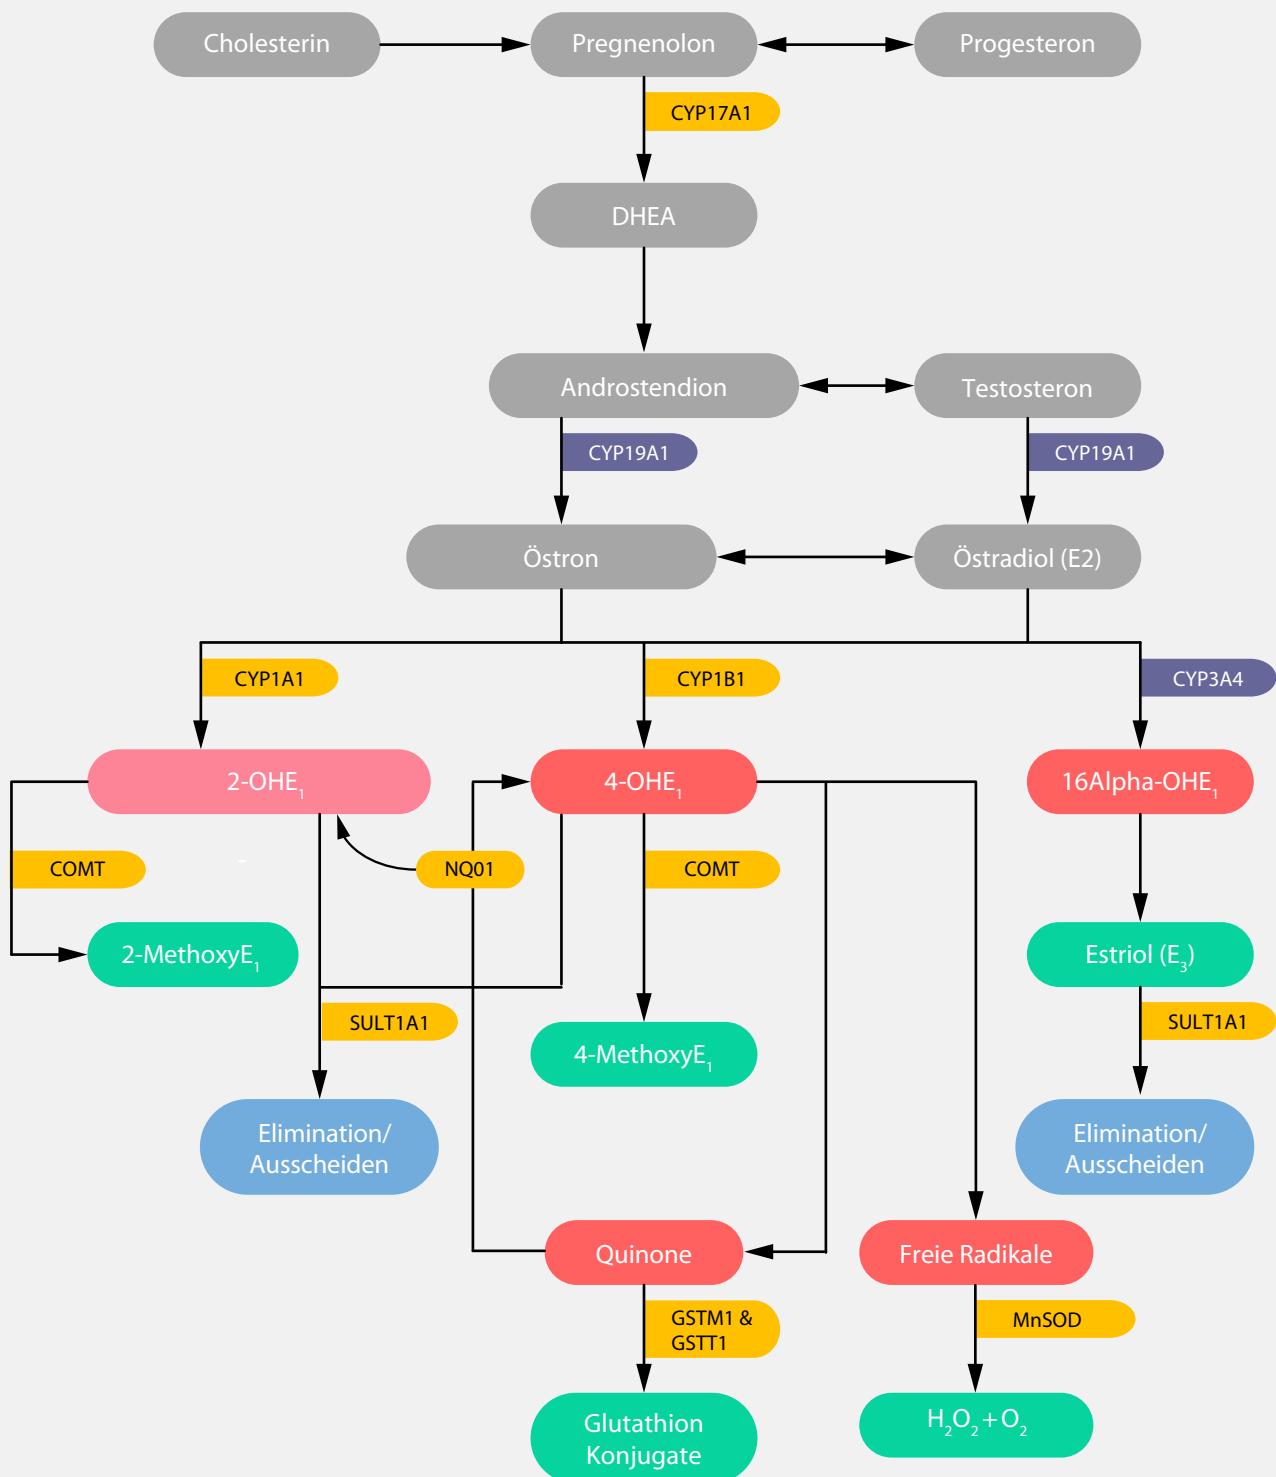 Cholesterin
Pregnenolon
Progesteron
CYP17A1
DHEA
Androstendion
Testosteron
CYP19A1
CYP19A1
Östron
Östradiol (E2)
CYP1A1
CYP1B1
CYP3A4
2-OHE₁
4-OHE₁
16Alpha-OHE₁
COMT
-
NQ01
COMT
2-MethoxyE₁
Estriol (E₃)
SULT1A1
SULT1A1
4-MethoxyE₁
Elimination/
Ausscheiden
Elimination/
Ausscheiden
Quinone
Freie Radikale
GSTM1 &
GSTT1
MnSOD
Glutathion
Konjugate
H₂O₂ + O₂